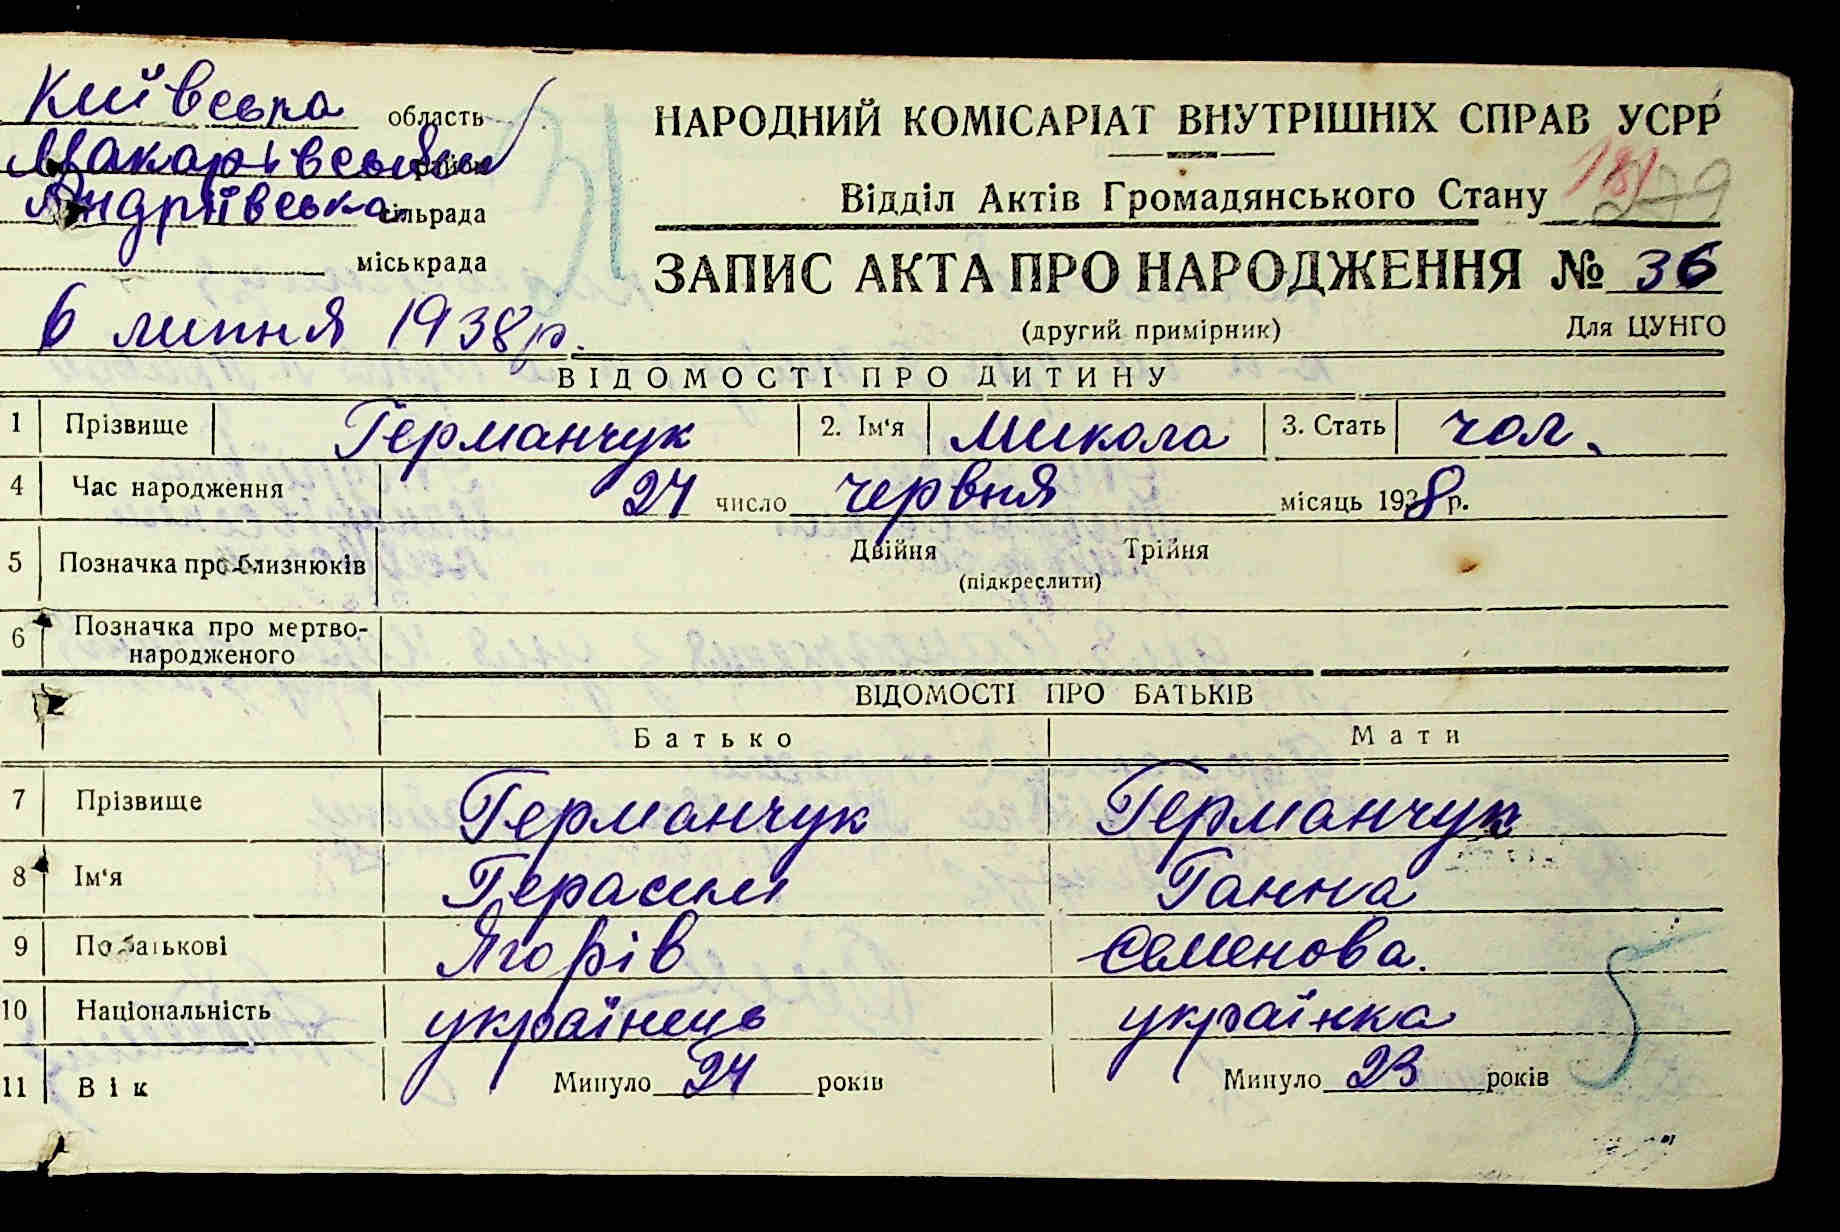 Київська область
Макарівський район
Андріївська сільрада
міськрада
6 липня 1938 р.
НАРОДНИЙ КОМІСАРІАТ ВНУТРІШНІХ СПРАВ УСРР
Відділ Актів Громадянського Стану
ЗАПИС АКТА ПРО НАРОДЖЕННЯ № 36
(другий примірник) Для ЦУНГО
ВІДОМОСТІ ПРО ДИТИНУ
1 Прізвище Германчук 2. Ім‘я Микола 3. Стать чол.
4 Час народження 24 число червня місяць 1938 р.
5 Позначка про близнюків Двійня Трійня
(підкреслити)
6 Позначка про мертво-
народженого
ВІДОМОСТІ ПРО БАТЬКІВ
Батько Мати
7 Прізвище Германчук Германчук
8 Ім‘я Герасим Ганна
9 По батькові Ягорів Семенова.
10 Національність українець українка
11 Вік Минуло 24 років Минуло 23 років